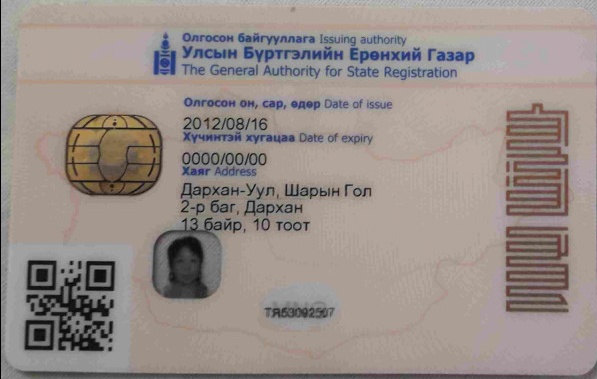 Олгосон байгууллага Issuing authority
Улсын Бүртгэлийн Ерөнхий Газар
The General Authority for State Registration
Олгосон он, сар, өдөр Date of issue
2012/08/16
Хүчинтэй хугацаа Date of expiry
0000/00/00
Хаяг Address
Дархан-Уул, Шарын Гол
2-р баг, Дархан
13 байр, 10 тоот